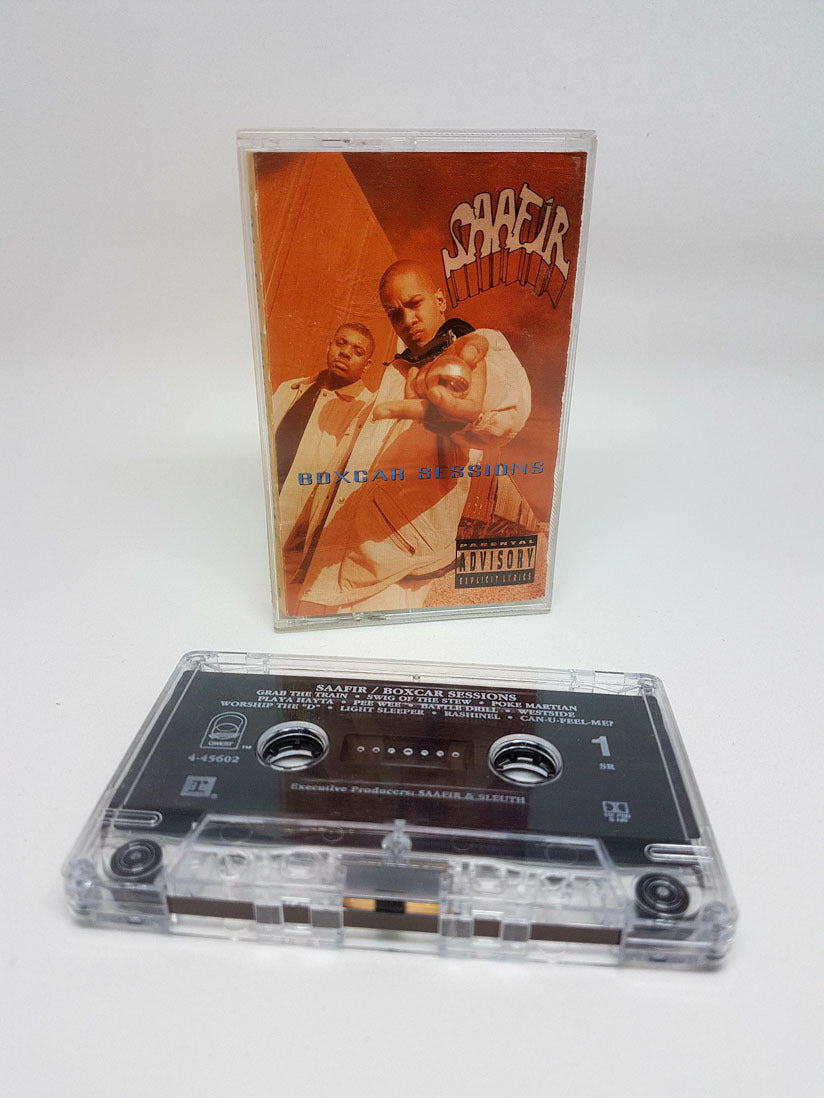 SAAFIR
BOXCAR SESSIONS
PARENTAL
ADVISORY
EXPLICIT LYRICS
SAAFIR / BOXCAR SESSIONS
GRAB THE TRAIN • SWIG OF THE STEW • POKE MARTIAN
PLAYA HAYTA • PEE WEE • BATTLE DRILL • WESTSIDE
WORSHIP THE "D" • LIGHT SLEEPER • RASHINEL • CAN-U-FEEL-ME?
QWEST
TM
4-45602
1
SR
Executive Producers: SAAFIR & SLEUTH
r
®